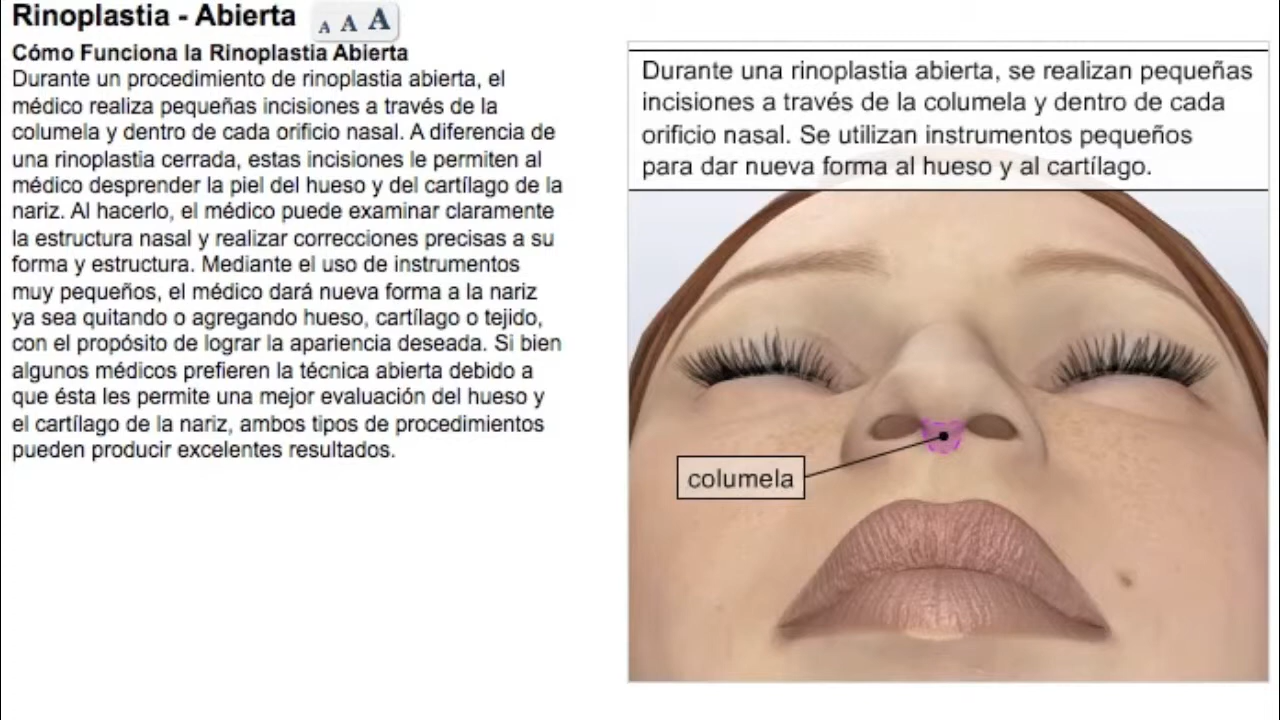 Rinoplastia - Abierta A A A
Cómo Funciona la Rinoplastia Abierta
Durante un procedimiento de rinoplastia abierta, el
médico realiza pequeñas incisiones a través de la
columela y dentro de cada orificio nasal. A diferencia de
una rinoplastia cerrada, estas incisiones le permiten al
médico desprender la piel del hueso y del cartílago de la
nariz. Al hacerlo, el médico puede examinar claramente
la estructura nasal y realizar correcciones precisas a su
forma y estructura. Mediante el uso de instrumentos
muy pequeños, el médico dará nueva forma a la nariz
ya sea quitando o agregando hueso, cartílago o tejido,
con el propósito de lograr la apariencia deseada. Si bien
algunos médicos prefieren la técnica abierta debido a
que ésta les permite una mejor evaluación del hueso y
el cartílago de la nariz, ambos tipos de procedimientos
pueden producir excelentes resultados.
Durante una rinoplastia abierta, se realizan pequeñas
incisiones a través de la columela y dentro de cada
orificio nasal. Se utilizan instrumentos pequeños
para dar nueva forma al hueso y al cartílago.
columela